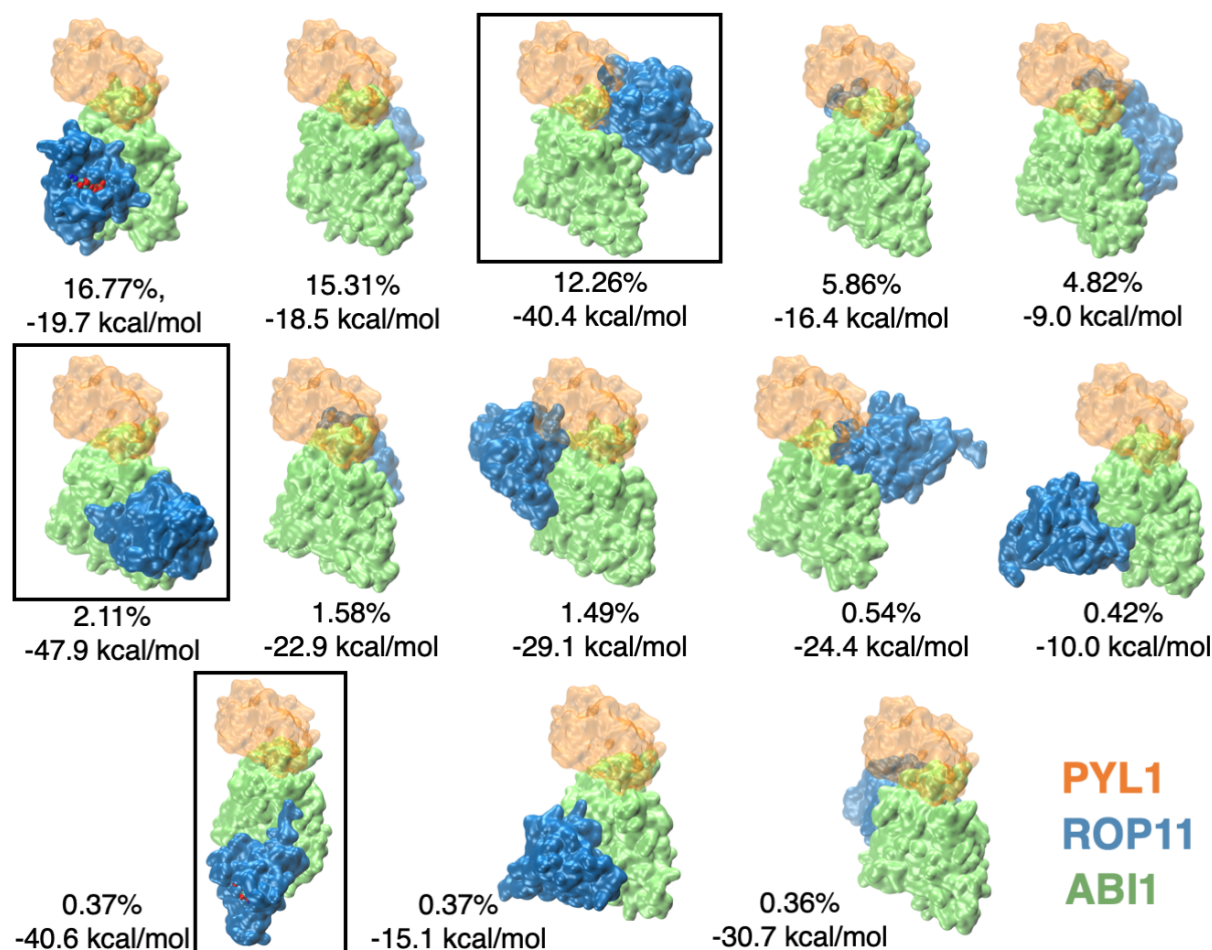 16.77%,
-19.7 kcal/mol
15.31%
-18.5 kcal/mol
12.26%
-40.4 kcal/mol
5.86%
-16.4 kcal/mol
4.82%
-9.0 kcal/mol
2.11%
-47.9 kcal/mol
1.58%
-22.9 kcal/mol
1.49%
-29.1 kcal/mol
0.54%
-24.4 kcal/mol
0.42%
-10.0 kcal/mol
0.37%
-40.6 kcal/mol
0.37%
-15.1 kcal/mol
0.36%
-30.7 kcal/mol
PYL1
ROP11
ABI1